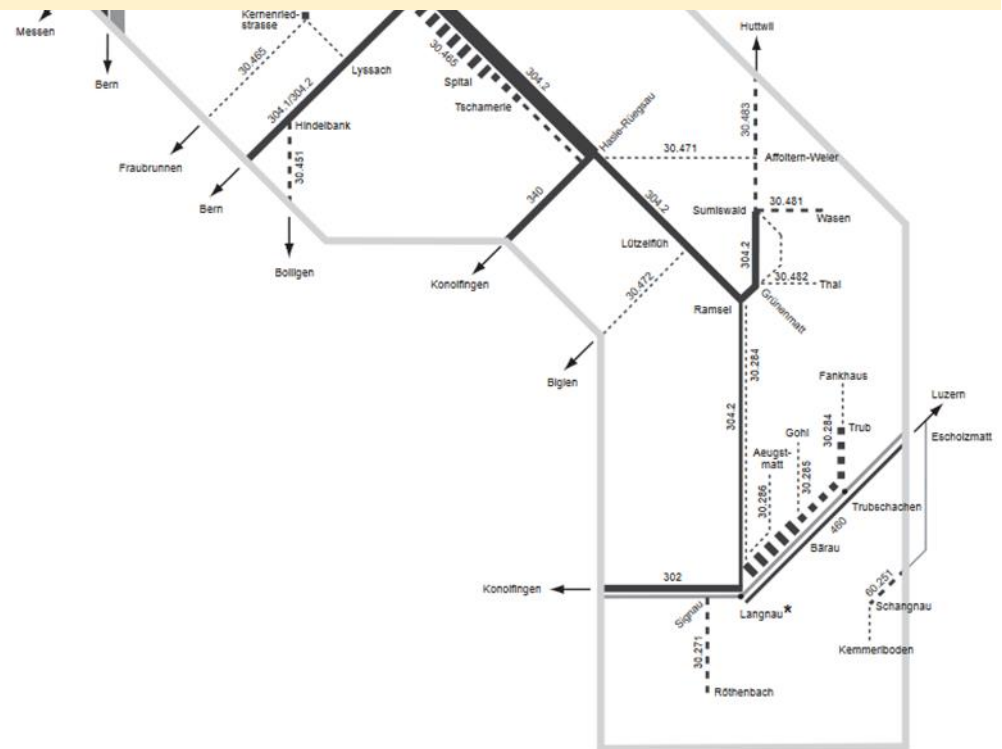 Kernenried-
strasse
Messen
Huttwil
30.465
30.465
Lyssach
Bern
304.2
Spital
Tschamerie
304.1/304.2
30.483
Hindelbank
Hasle-Rüegsau
30.471
Affoltern-Weier
Fraubrunnen
30.451
Bern
340
304.2
Sumiswald
30.481
Wasen
Lützelflüh
304.2
Bolligen
Konolfingen
30.472
30.482
Thal
Ramsei
Grünenmatt
30.284
Biglen
Fankhaus
Luzern
304.2
Gohl
30.284
Trub
Escholzmatt
Aeugst-
matt
30.285
30.286
Trubschachen
460
Bärau
302
Konolfingen
60.251
Signau
Langnau*
Schangnau
30.271
Kemmeriboden
Röthenbach